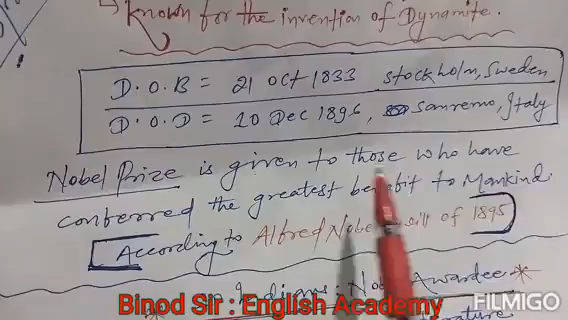 Known for the invention of Dynamite.
D.O.B = 21 Oct 1833 Stockholm, Sweden
D.O.D = 10 Dec 1896, Sanremo, Italy
Nobel Prize is given to those who have
conferred the greatest benefit to Mankind.
According to Alfred Nobel's will of 1895
Indians: Awardee *
Binod Sir : English Academy
FILMIGO